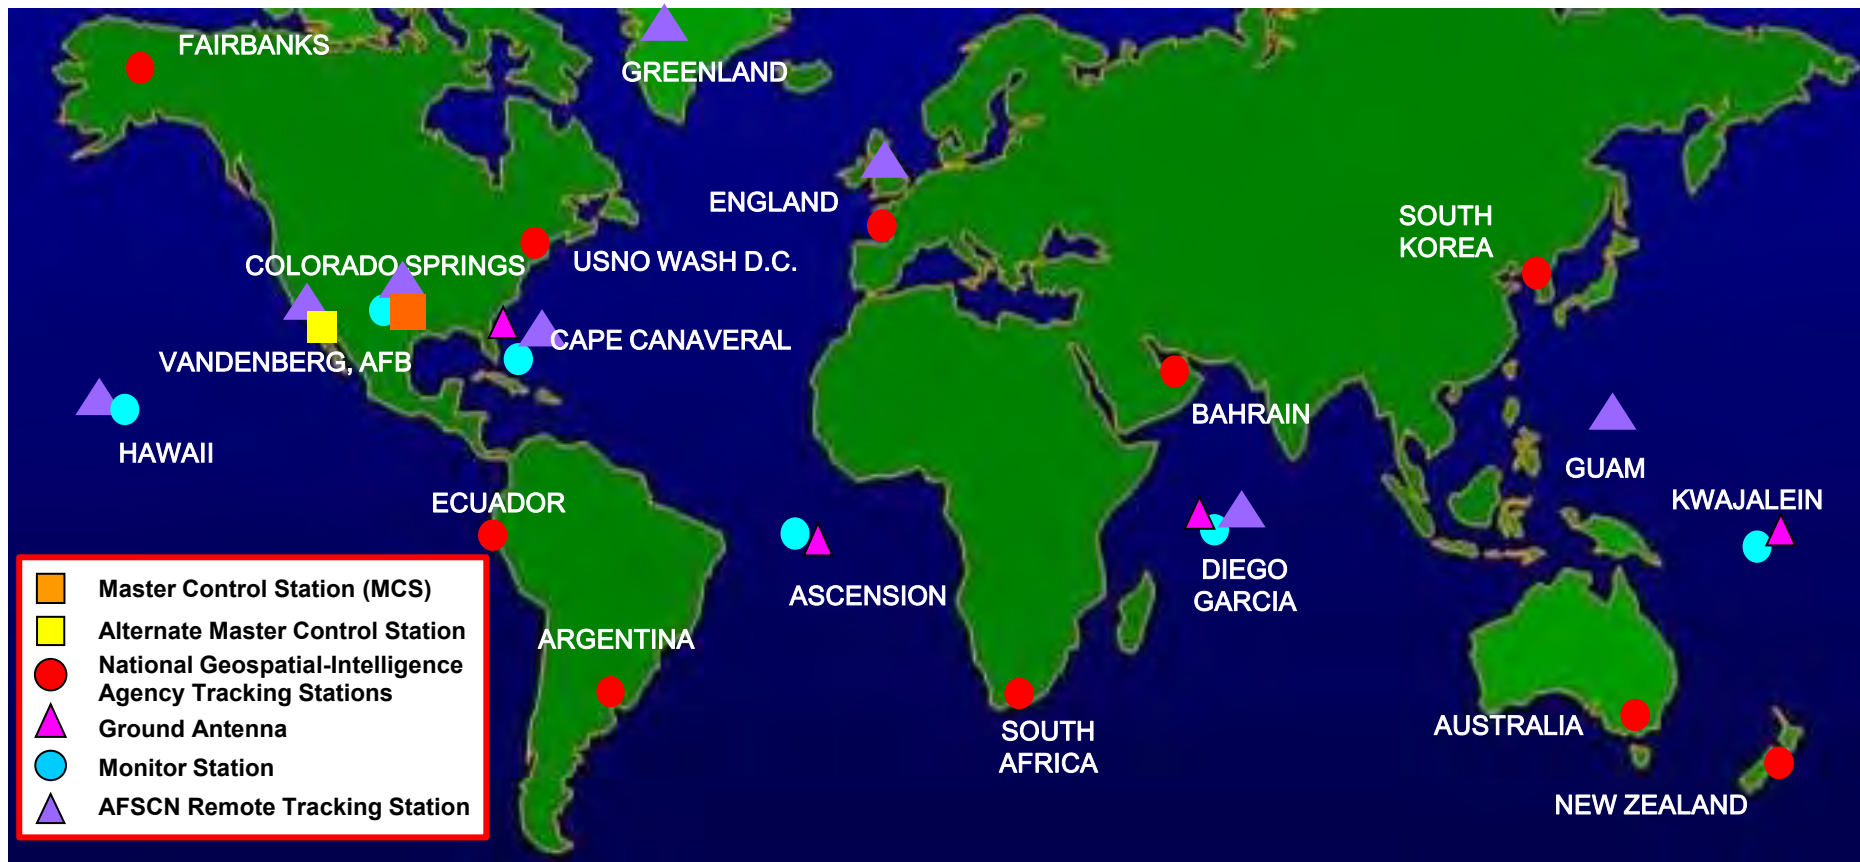 FAIRBANKS
GREENLAND
ENGLAND
SOUTH
KOREA
COLORADO SPRINGS
USNO WASH D.C.
CAPE CANAVERAL
VANDENBERG, AFB
BAHRAIN
HAWAII
GUAM
ECUADOR
KWAJALEIN
DIEGO
GARCIA
ASCENSION
ARGENTINA
SOUTH
AFRICA
AUSTRALIA
NEW ZEALAND
Master Control Station (MCS)
Alternate Master Control Station
National Geospatial-Intelligence
Agency Tracking Stations
Ground Antenna
Monitor Station
AFSCN Remote Tracking Station